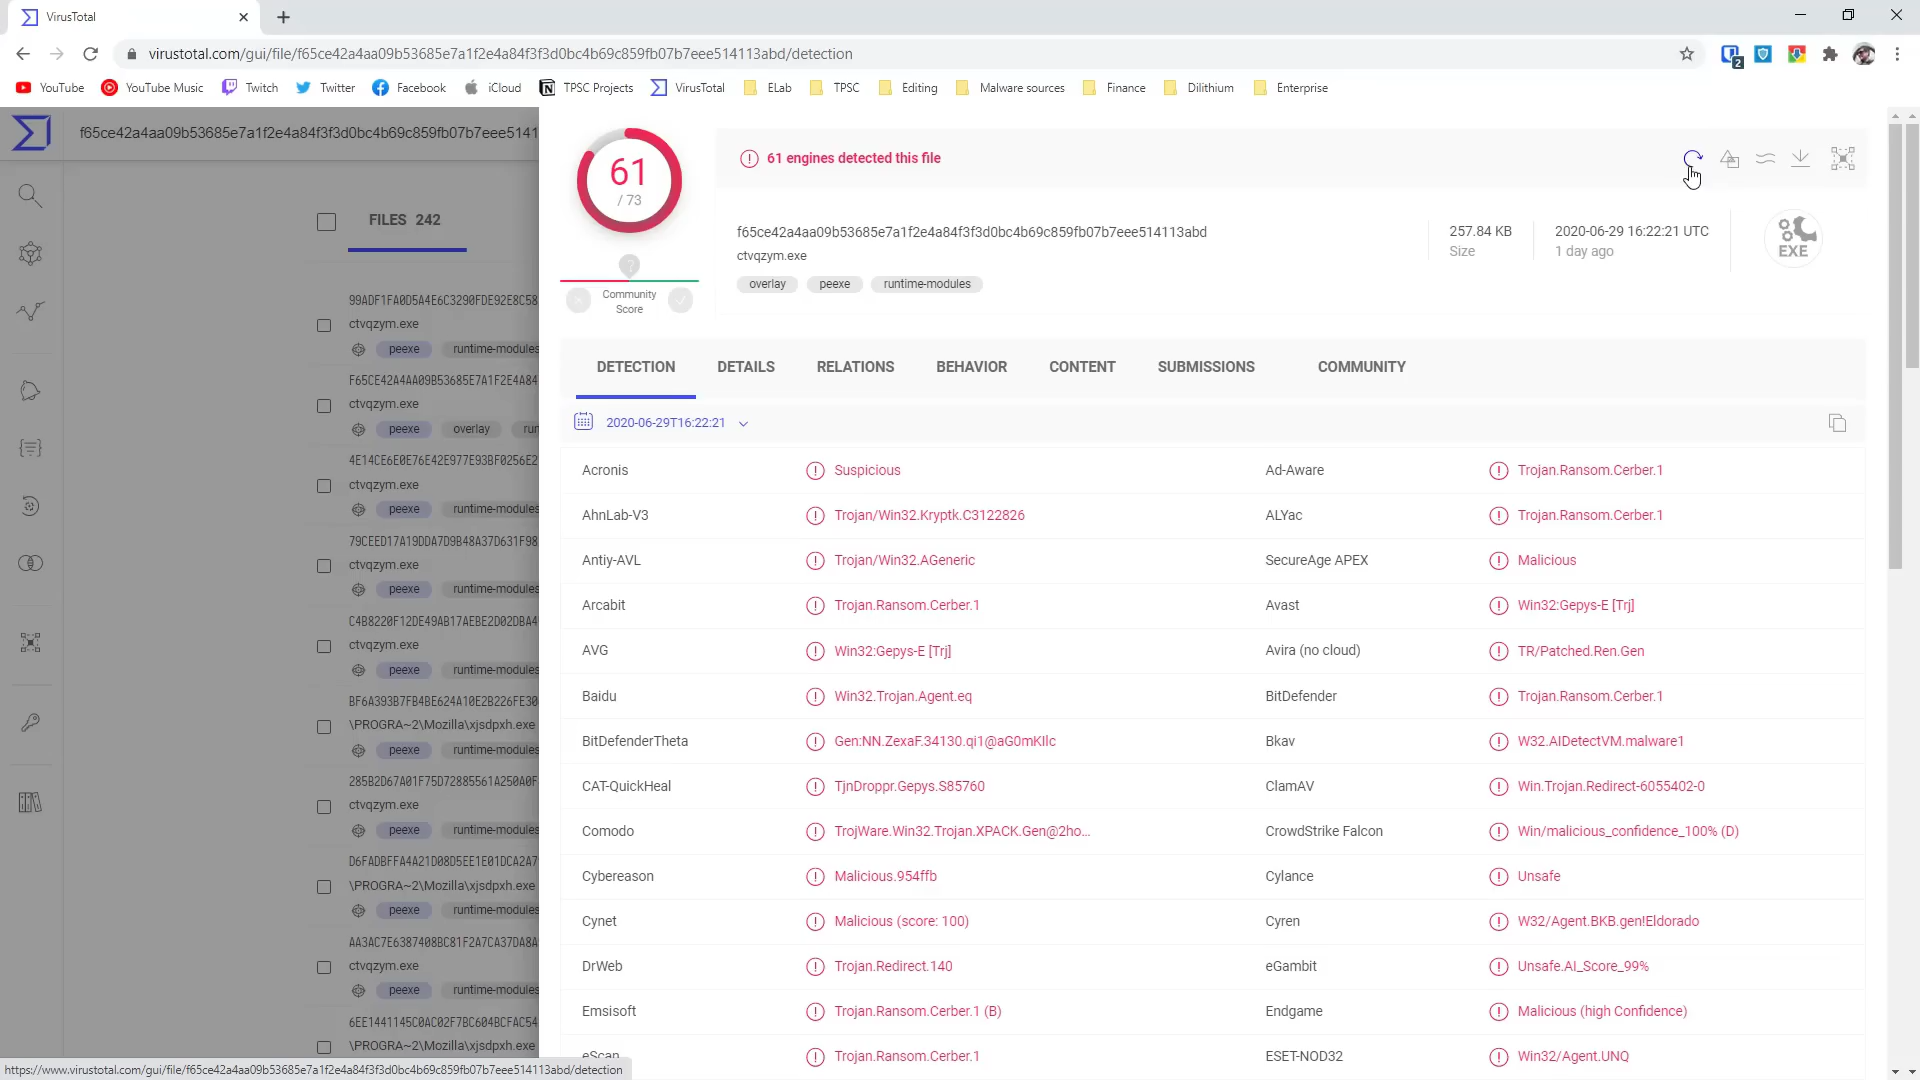 VirusTotal
virustotal.com/gui/file/f65ce42a4aa09b53685e7a1f2e4a84f3f3d0bc4b69c859fb07b7eee514113abd/detection
2
YouTube YouTube Music Twitch Twitter Facebook iCloud TPSC Projects VirusTotal ELab TPSC Editing Malware sources Finance Dilithium Enterprise
f65ce42a4aa09b53685e7a1f2e4a84f3f3d0bc4b69c859fb07b7eee5141
FILES 242
99ADF1FA0D5A4E6C3290FDE92E8C58
ctvqzym.exe
peexe runtime-modules
F65CE42A4AA09B53685E7A1F2E4A84
ctvqzym.exe
peexe overlay run
4E14CE6E0E76E42E977E93BF0256E2
ctvqzym.exe
peexe runtime-modules
79CEED17A19DDA7D9B48A37D631F98
ctvqzym.exe
peexe runtime-modules
C4B8220F12DE49AB17AEBE2D02DBA4
ctvqzym.exe
peexe runtime-modules
BF6A393B7FB4BE624A10E2B226FE30
\PROGRA~2\Mozilla\xjsdpxh.exe
peexe runtime-modules
285B2D67A01F75D72885561A250A0F
ctvqzym.exe
peexe runtime-modules
D6FADBFFA4A21D08D5EE1E01DCA2A7
\PROGRA~2\Mozilla\xjsdpxh.exe
peexe runtime-modules
AA3AC7E6387408BC81F2A7CA37DA8A
ctvqzym.exe
peexe runtime-modules
6EE1441145C0AC02F7BC604BCFAC54
\PROGRA~2\Mozilla\xjsdpxh.exe
61
/ 73
?
Community
Score
61 engines detected this file
f65ce42a4aa09b53685e7a1f2e4a84f3f3d0bc4b69c859fb07b7eee514113abd
ctvqzym.exe
overlay peexe runtime-modules
257.84 KB
Size
2020-06-29 16:22:21 UTC
1 day ago
EXE
DETECTION DETAILS RELATIONS BEHAVIOR CONTENT SUBMISSIONS COMMUNITY
2020-06-29T16:22:21
Acronis Suspicious Ad-Aware Trojan.Ransom.Cerber.1
AhnLab-V3 Trojan/Win32.Kryptk.C3122826 ALYac Trojan.Ransom.Cerber.1
Antiy-AVL Trojan/Win32.AGeneric SecureAge APEX Malicious
Arcabit Trojan.Ransom.Cerber.1 Avast Win32:Gepys-E [Trj]
AVG Win32:Gepys-E [Trj] Avira (no cloud) TR/Patched.Ren.Gen
Baidu Win32.Trojan.Agent.eq BitDefender Trojan.Ransom.Cerber.1
BitDefenderTheta Gen:NN.ZexaF.34130.qi1@aG0mKIlc Bkav W32.AIDetectVM.malware1
CAT-QuickHeal TjnDroppr.Gepys.S85760 ClamAV Win.Trojan.Redirect-6055402-0
Comodo TrojWare.Win32.Trojan.XPACK.Gen@2ho... CrowdStrike Falcon Win/malicious_confidence_100% (D)
Cybereason Malicious.954ffb Cylance Unsafe
Cynet Malicious (score: 100) Cyren W32/Agent.BKB.gen!Eldorado
DrWeb Trojan.Redirect.140 eGambit Unsafe.AI_Score_99%
Emsisoft Trojan.Ransom.Cerber.1 (B) Endgame Malicious (high Confidence)
eScan Trojan.Ransom.Cerber.1 ESET-NOD32 Win32/Agent.UNQ
https://www.virustotal.com/gui/file/f65ce42a4aa09b53685e7a1f2e4a84f3f3d0bc4b69c859fb07b7eee514113abd/detection